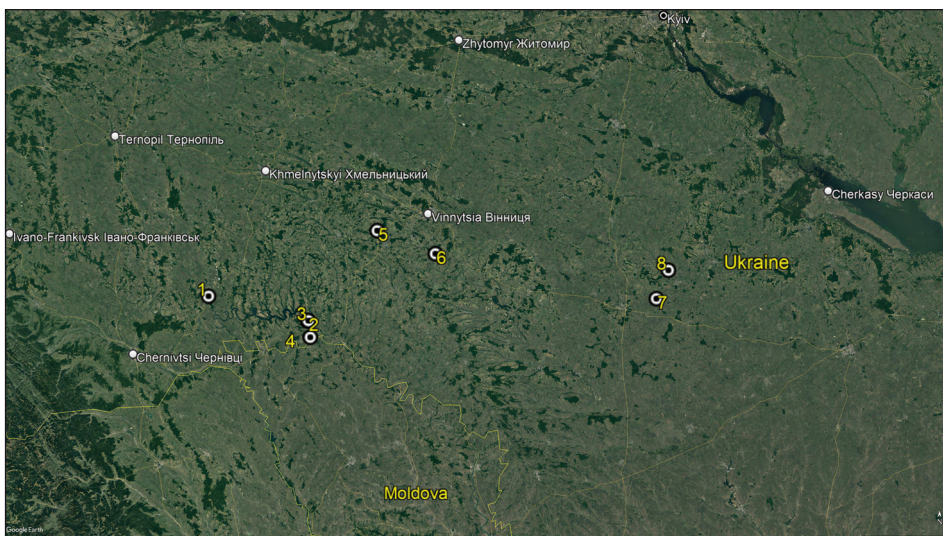 Kyiv
Zhytomyr Житомир
Ternopil Тернопіль
Khmelnytskyi Хмельницький
Cherkasy Черкаси
Vinnytsia Вінниця
Ivano-Frankivsk Івано-Франківськ
5
6
8
Ukraine
1
7
3
2
4
Chernivtsi Чернівці
Moldova
Google Earth